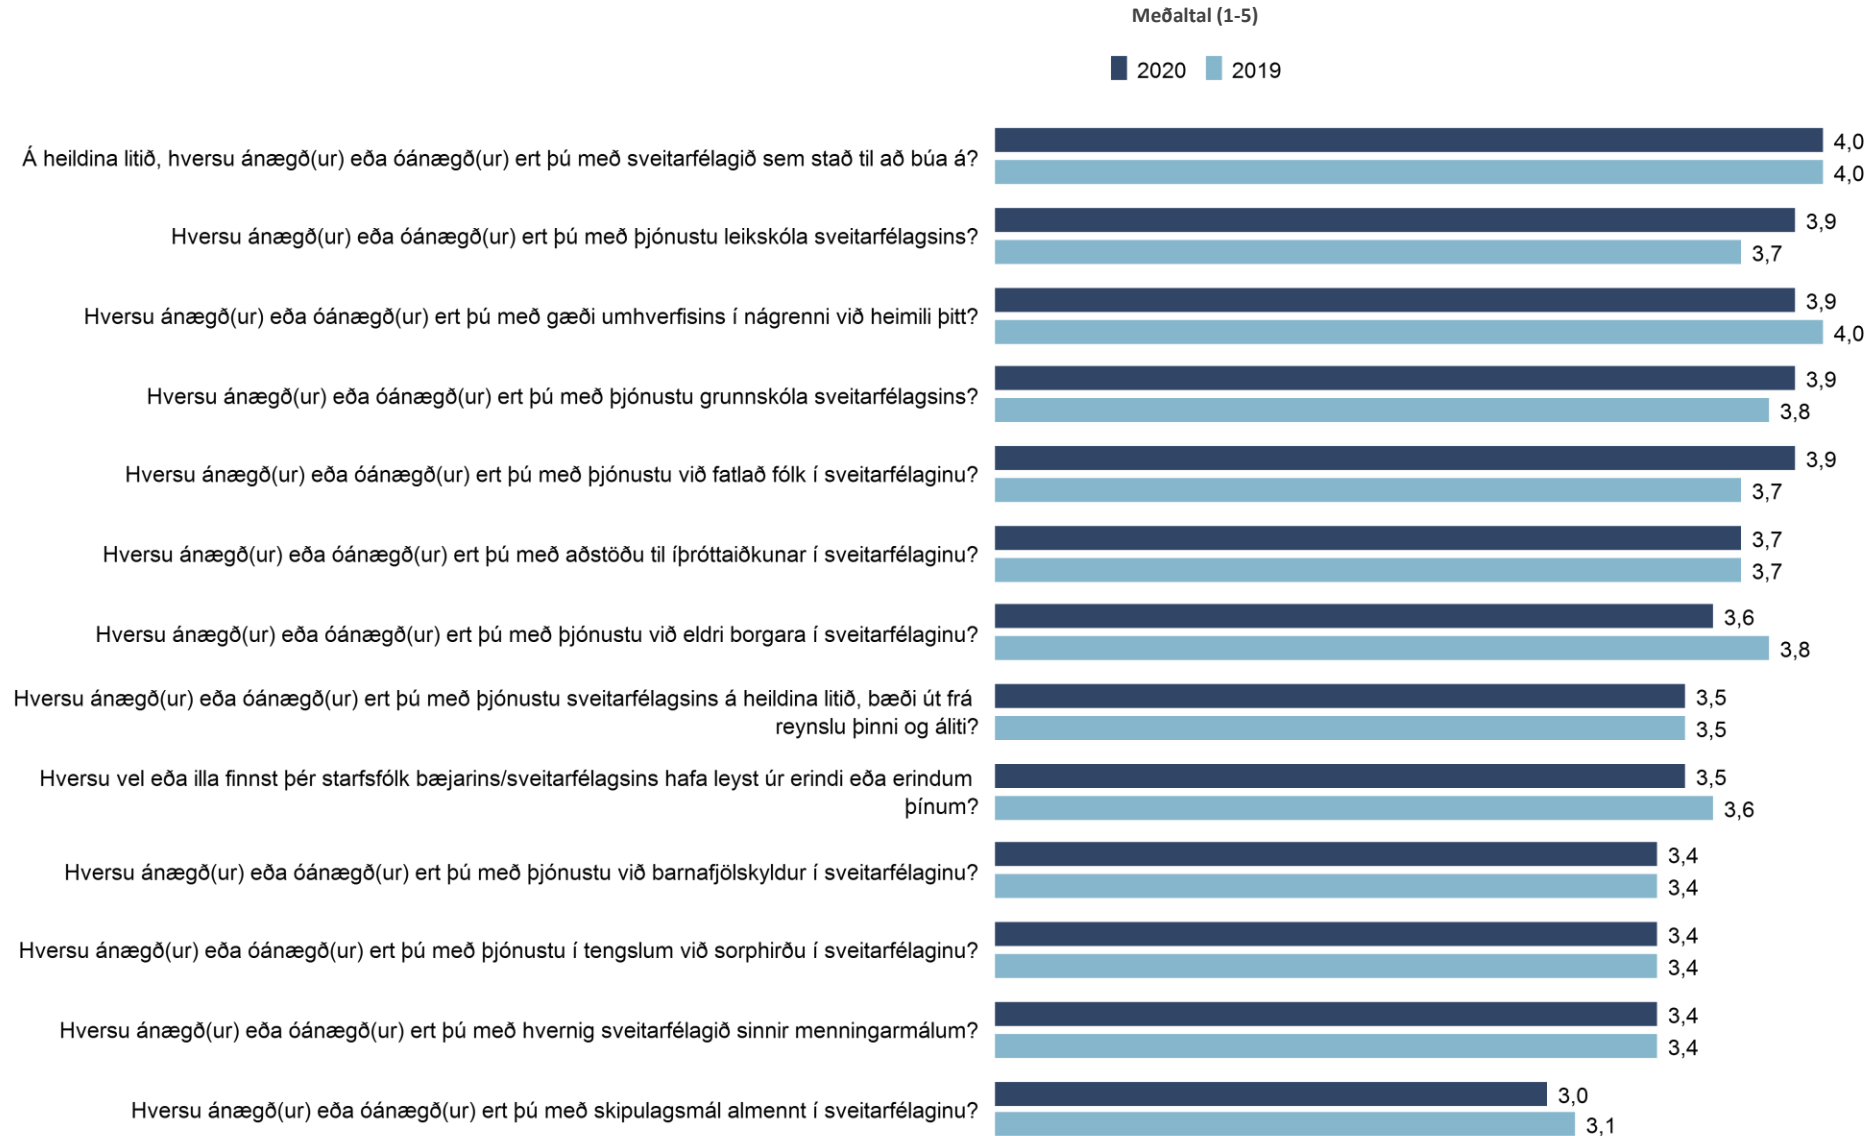 Meðaltal (1-5)
2020 2019
Á heildina litið, hversu ánægð(ur) eða óánægð(ur) ert þú með sveitarfélagið sem stað til að búa á?
4,0
4,0
Hversu ánægð(ur) eða óánægð(ur) ert þú með þjónustu leikskóla sveitarfélagsins?
3,9
3,7
Hversu ánægð(ur) eða óánægð(ur) ert þú með gæði umhverfisins í nágrenni við heimili þitt?
3,9
4,0
Hversu ánægð(ur) eða óánægð(ur) ert þú með þjónustu grunnskóla sveitarfélagsins?
3,9
3,8
Hversu ánægð(ur) eða óánægð(ur) ert þú með þjónustu við fatlað fólk í sveitarfélaginu?
3,9
3,7
Hversu ánægð(ur) eða óánægð(ur) ert þú með aðstöðu til íþróttaiðkunar í sveitarfélaginu?
3,7
3,7
Hversu ánægð(ur) eða óánægð(ur) ert þú með þjónustu við eldri borgara í sveitarfélaginu?
3,6
3,8
Hversu ánægð(ur) eða óánægð(ur) ert þú með þjónustu sveitarfélagsins á heildina litið, bæði út frá
reynslu þinni og áliti?
3,5
3,5
Hversu vel eða illa finnst þér starfsfólk bæjarins/sveitarfélagsins hafa leyst úr erindi eða erindum
þínum?
3,5
3,6
Hversu ánægð(ur) eða óánægð(ur) ert þú með þjónustu við barnafjölskyldur í sveitarfélaginu?
3,4
3,4
Hversu ánægð(ur) eða óánægð(ur) ert þú með þjónustu í tengslum við sorphirðu í sveitarfélaginu?
3,4
3,4
Hversu ánægð(ur) eða óánægð(ur) ert þú með hvernig sveitarfélagið sinnir menningarmálum?
3,4
3,4
Hversu ánægð(ur) eða óánægð(ur) ert þú með skipulagsmál almennt í sveitarfélaginu?
3,0
3,1